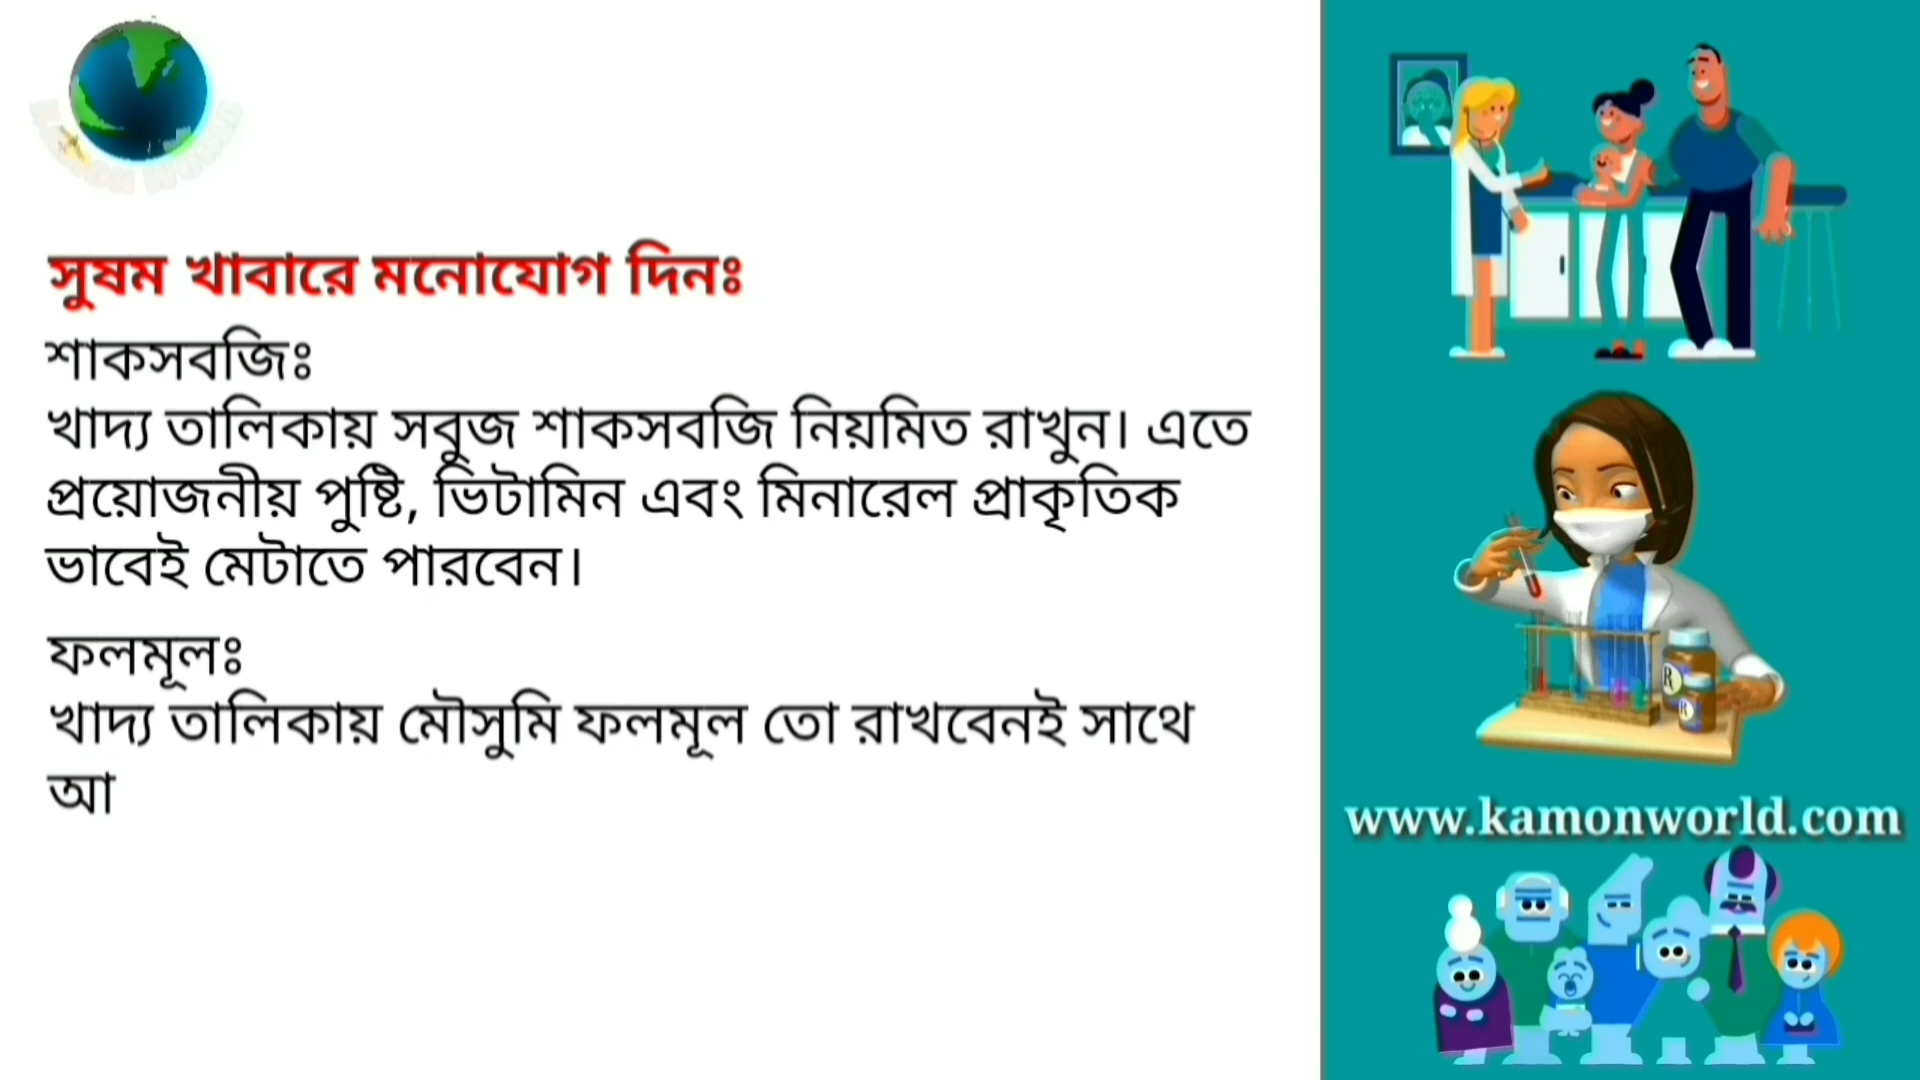 সুষম খাবারে মনোযোগ দিনঃ
শাকসবজিঃ
খাদ্য তালিকায় সবুজ শাকসবজি নিয়মিত রাখুন। এতে
প্রয়োজনীয় পুষ্টি, ভিটামিন এবং মিনারেল প্রাকৃতিক
ভাবেই মেটাতে পারবেন।
ফলমূলঃ
খাদ্য তালিকায় মৌসুমি ফলমূল তো রাখবেনই সাথে
আ
www.kamonworld.com
R
R